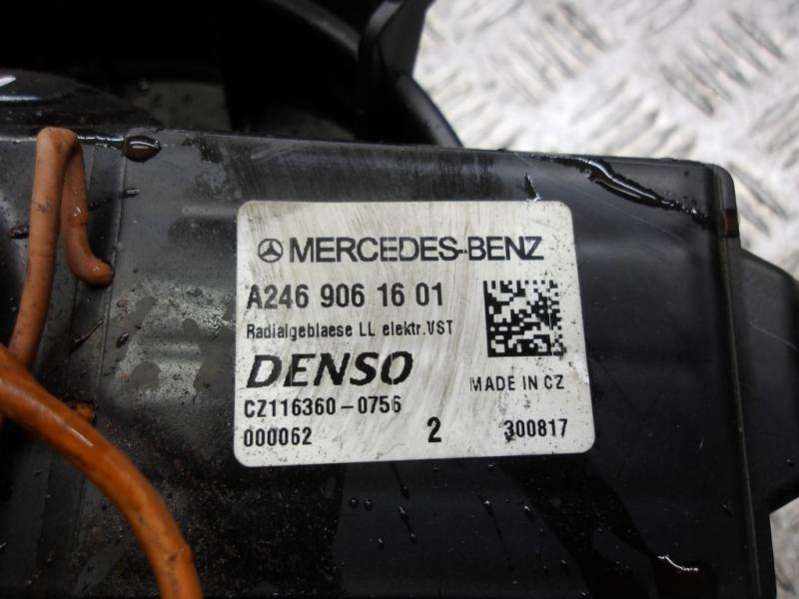 MERCEDES-BENZ
A246 906 16 01
Radialgeblaese LL elektr.VST
DENSO
MADE IN CZ
CZ116360-0756
000062 2 300817